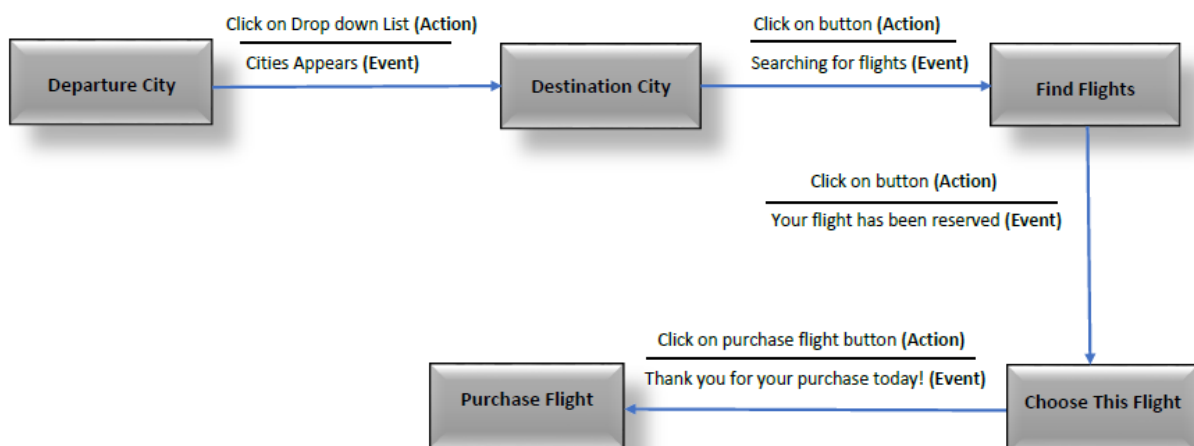 Click on Drop down List (Action)
Cities Appears (Event)
Click on button (Action)
Searching for flights (Event)
Departure City
Destination City
Find Flights
Click on button (Action)
Your flight has been reserved (Event)
Click on purchase flight button (Action)
Thank you for your purchase today! (Event)
Purchase Flight
Choose This Flight